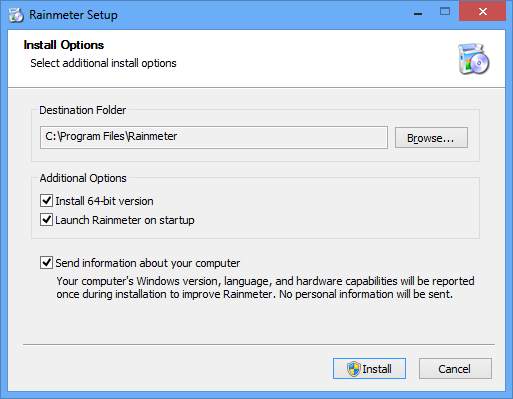 Rainmeter Setup
Install Options
Select additional install options
Destination Folder
C:\Program Files\Rainmeter
Browse...
Additional Options
Install 64-bit version
Launch Rainmeter on startup
Send information about your computer
Your computer's Windows version, language, and hardware capabilities will be reported
once during installation to improve Rainmeter. No personal information will be sent.
Install
Cancel